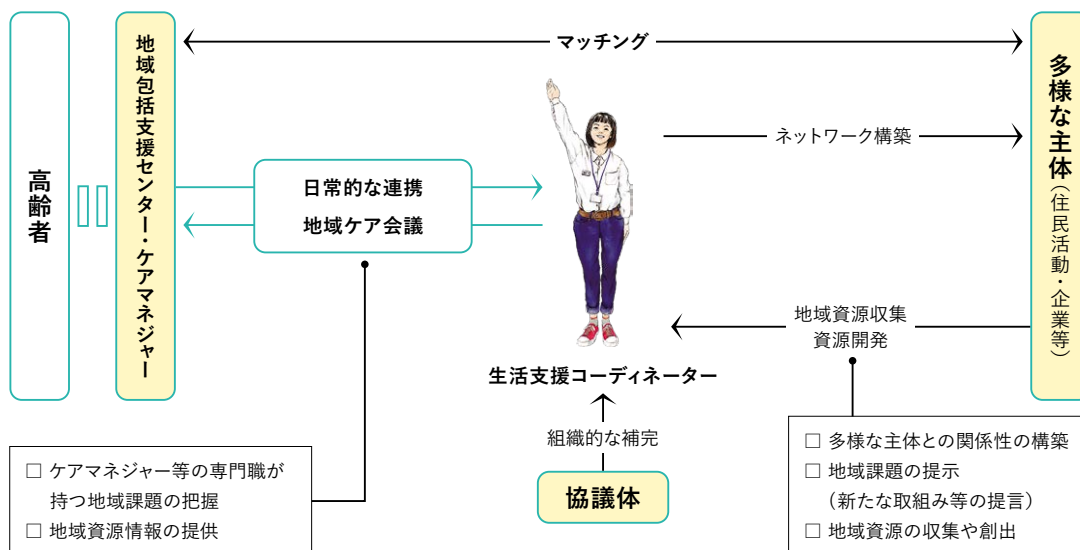 高齢者
地域包括支援センター・ケアマネジャー
マッチング
日常的な連携
地域ケア会議
ネットワーク構築
地域資源収集
資源開発
多様な主体（住民活動・企業等）
生活支援コーディネーター
組織的な補完
協議体
□ ケアマネジャー等の専門職が
持つ地域課題の把握
□ 地域資源情報の提供
□ 多様な主体との関係性の構築
□ 地域課題の提示
（新たな取組み等の提言）
□ 地域資源の収集や創出